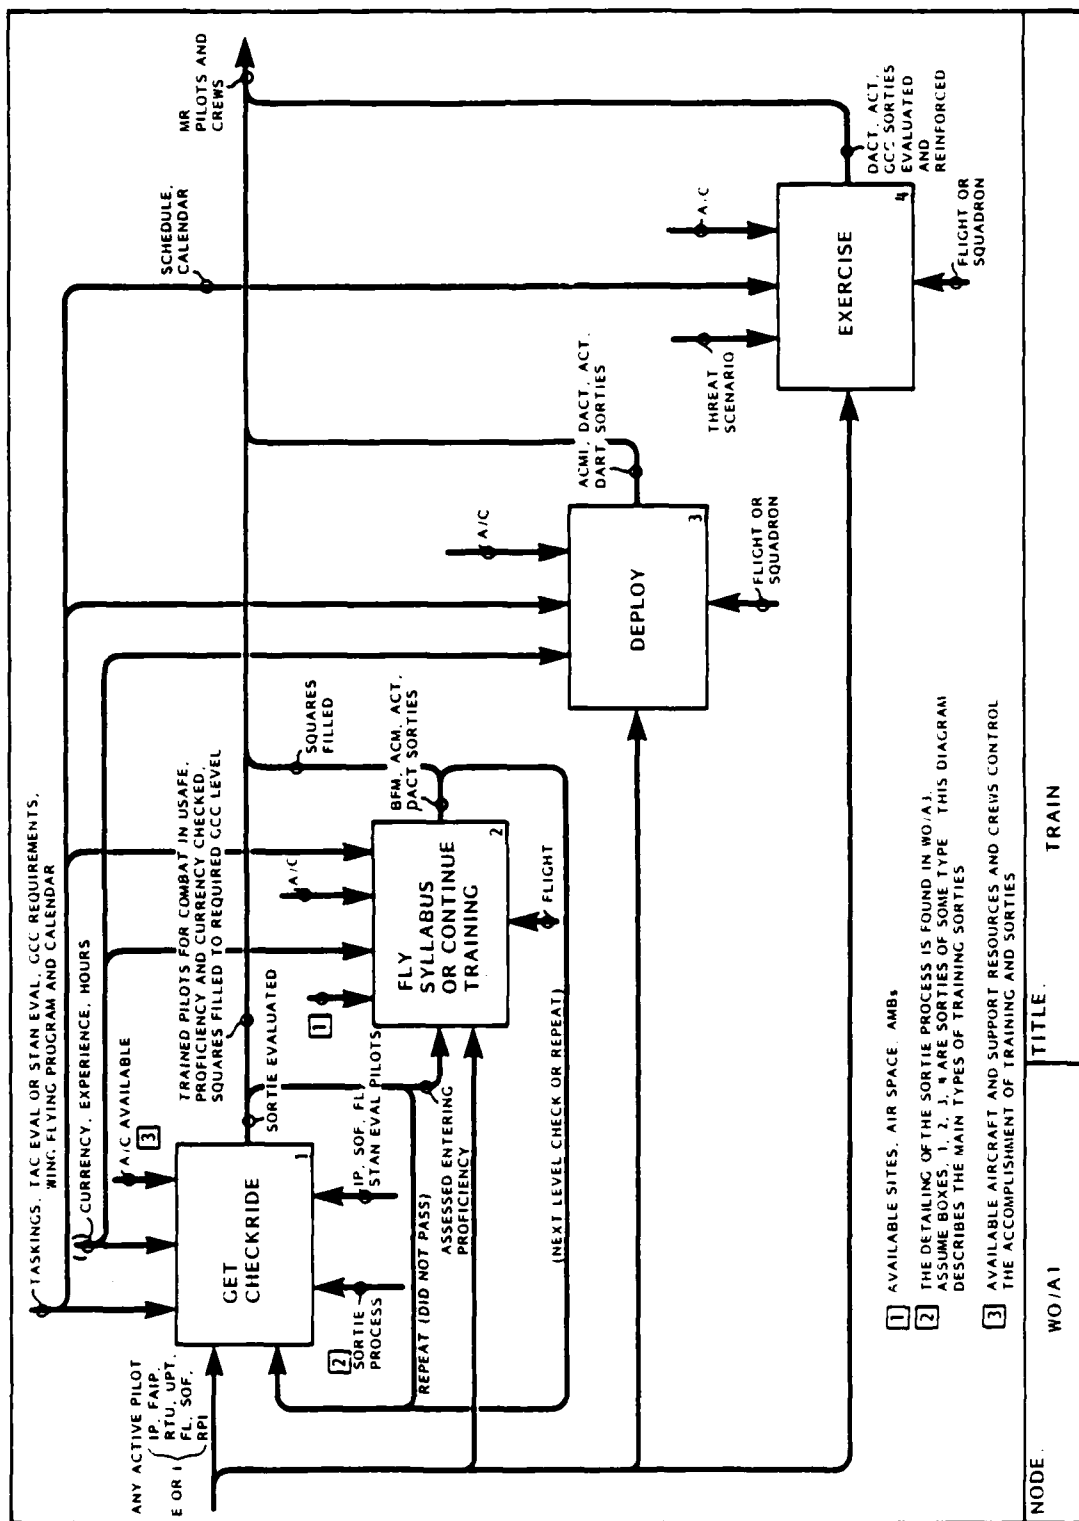 TASKINGS, TAC EVAL OR STAN EVAL, GCC REQUIREMENTS,
WING FLYING PROGRAM AND CALENDAR
CURRENCY, EXPERIENCE, HOURS
A/C AVAILABLE
3
ANY ACTIVE PILOT
IP, FAIP,
RTU, UPT,
FL, SOF,
RPI
E OR I
GET
CHECKRIDE
1
2
SORTIE
PROCESS
IP, SOF, FL,
STAN EVAL PILOTS
TRAINED PILOTS FOR COMBAT IN USAFE,
PROFICIENCY AND CURRENCY CHECKED,
SQUARES FILLED TO REQUIRED GCC LEVEL
SORTIE EVALUATED
REPEAT (DID NOT PASS)
ASSESSED ENTERING
PROFICIENCY
1
A/C
FLY
SYLLABUS
OR CONTINUE
TRAINING
2
FLIGHT
(NEXT LEVEL CHECK OR REPEAT)
SQUARES
FILLED
BFM, ACM, ACT,
DACT SORTIES
A/C
DEPLOY
3
FLIGHT OR
SQUADRON
ACMI, DACT, ACT,
DART SORTIES
SCHEDULE,
CALENDAR
MR
PILOTS AND
CREWS
THREAT
SCENARIO
A/C
EXERCISE
4
FLIGHT OR
SQUADRON
DACT, ACT,
GCC SORTIES
EVALUATED
AND
REINFORCED
1 AVAILABLE SITES, AIR SPACE, AMBs
2 THE DETAILING OF THE SORTIE PROCESS IS FOUND IN WO/A3.
ASSUME BOXES, 1, 2, 3, 4 ARE SORTIES OF SOME TYPE THIS DIAGRAM
DESCRIBES THE MAIN TYPES OF TRAINING SORTIES
3 AVAILABLE AIRCRAFT AND SUPPORT RESOURCES AND CREWS CONTROL
THE ACCOMPLISHMENT OF TRAINING AND SORTIES
NODE. WO/A1 TITLE. TRAIN